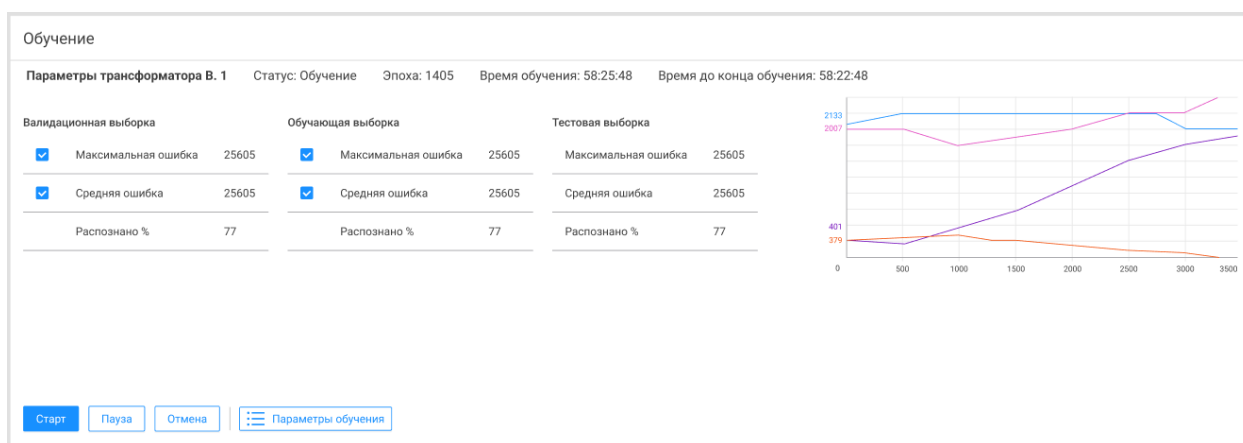 Обучение
Параметры трансформатора В. 1 Статус: Обучение Эпоха: 1405 Время обучения: 58:25:48 Время до конца обучения: 58:22:48
Валидационная выборка Обучающая выборка Тестовая выборка
Максимальная ошибка 25605 Максимальная ошибка 25605 Максимальная ошибка 25605
Средняя ошибка 25605 Средняя ошибка 25605 Средняя ошибка 25605
Распознано % 77 Распознано % 77 Распознано % 77
2133
2007
401
379
0 500 1000 1500 2000 2500 3000 3500
Старт Пауза Отмена Параметры обучения